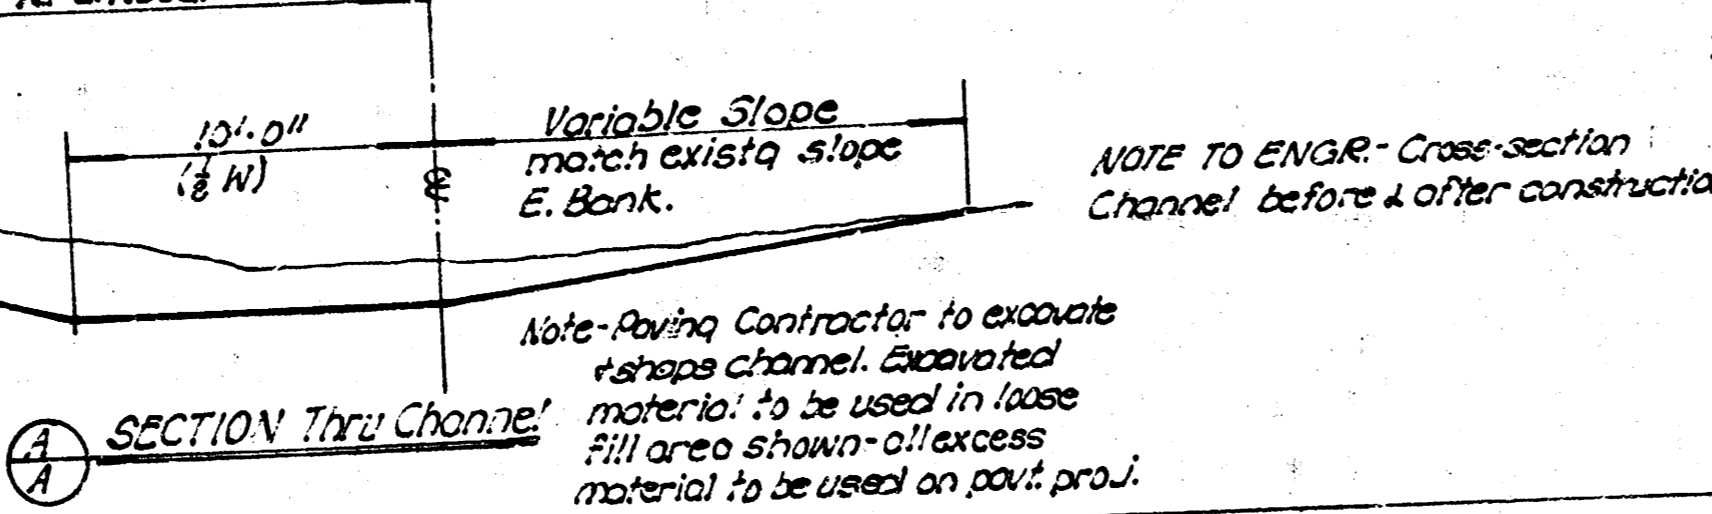 10'-0"
(½ W)
℄
Variable Slope
match existg slope
E. Bank.
NOTE TO ENGR.- Cross-section
Channel before & after
Note-Paving Contractor to excavate
& shape channel. Excavated
material to be used in loose
fill area shown-all excess
material to be used on pavt. proj.
A
A
SECTION Thru Channel